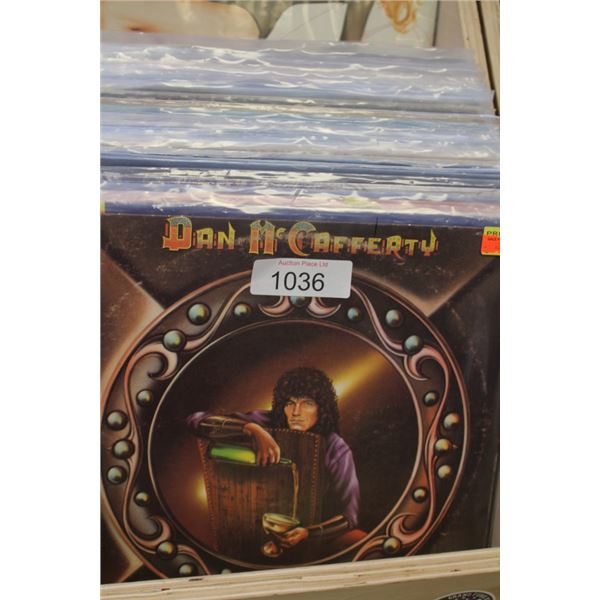 DAN McCAFFERTY
Auction Place Ltd
1036